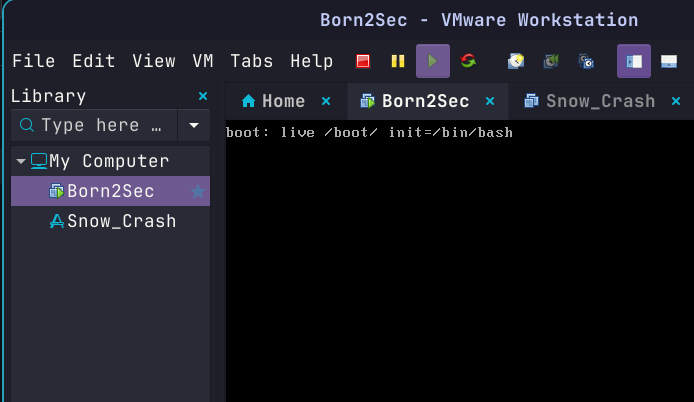 Born2Sec - VMware Workstation
File Edit View VM Tabs Help
Library ×
Type here ...
Home × Born2Sec × Snow_Crash ×
boot: live /boot/ init=/bin/bash
My Computer
Born2Sec
Snow_Crash